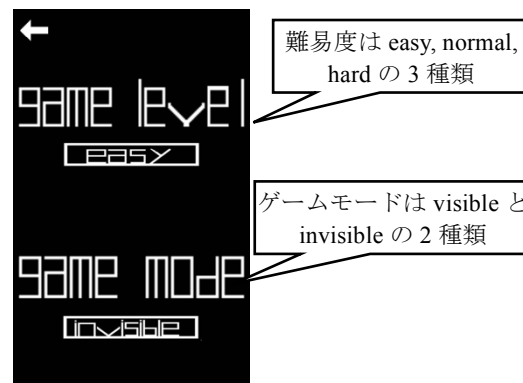 game level
easy
難易度は easy, normal,
hard の 3 種類
game mode
invisible
ゲームモードは visible と
invisible の 2 種類